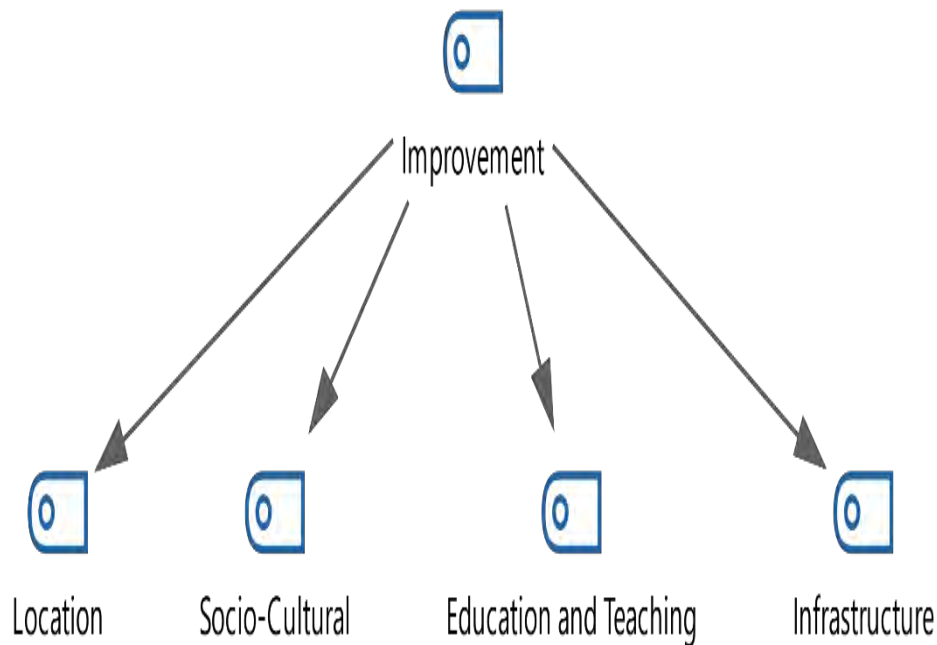 Improvement
Location
Socio-Cultural
Education and Teaching
Infrastructure